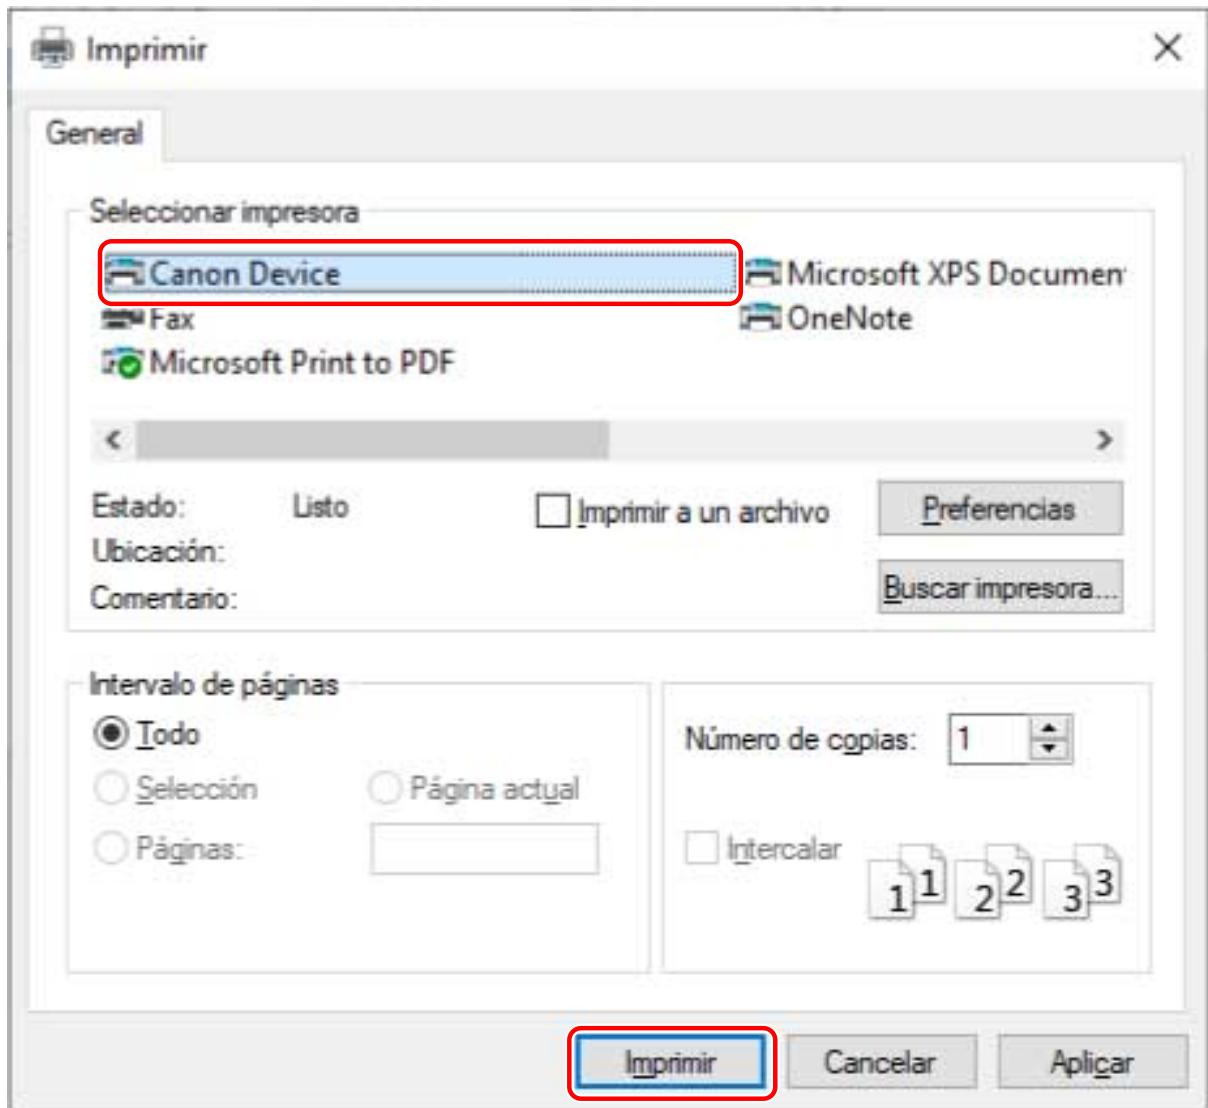 Imprimir
General
Seleccionar impresora
Canon Device
Microsoft XPS Documen
Fax
OneNote
Microsoft Print to PDF
Estado: Listo
Imprimir a un archivo
Preferencias
Ubicación:
Comentario:
Buscar impresora...
Intervalo de páginas
Todo
Selección
Página actual
Páginas:
Número de copias: 1
Intercalar
1 1 2 2 3 3
Imprimir
Cancelar
Aplicar